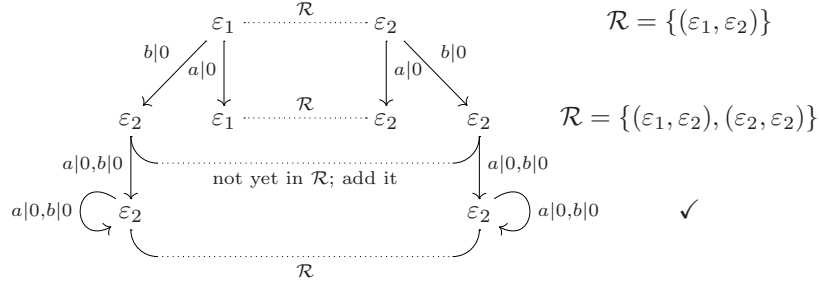 ε₁ ℛ ε₂ ℛ = {(ε₁, ε₂)}
b|0 a|0 a|0 b|0
ε₂ ε₁ ℛ ε₂ ε₂ ℛ = {(ε₁, ε₂), (ε₂, ε₂)}
a|0,b|0 not yet in ℛ; add it a|0,b|0
a|0,b|0 ε₂ ε₂ a|0,b|0 ✓
ℛ